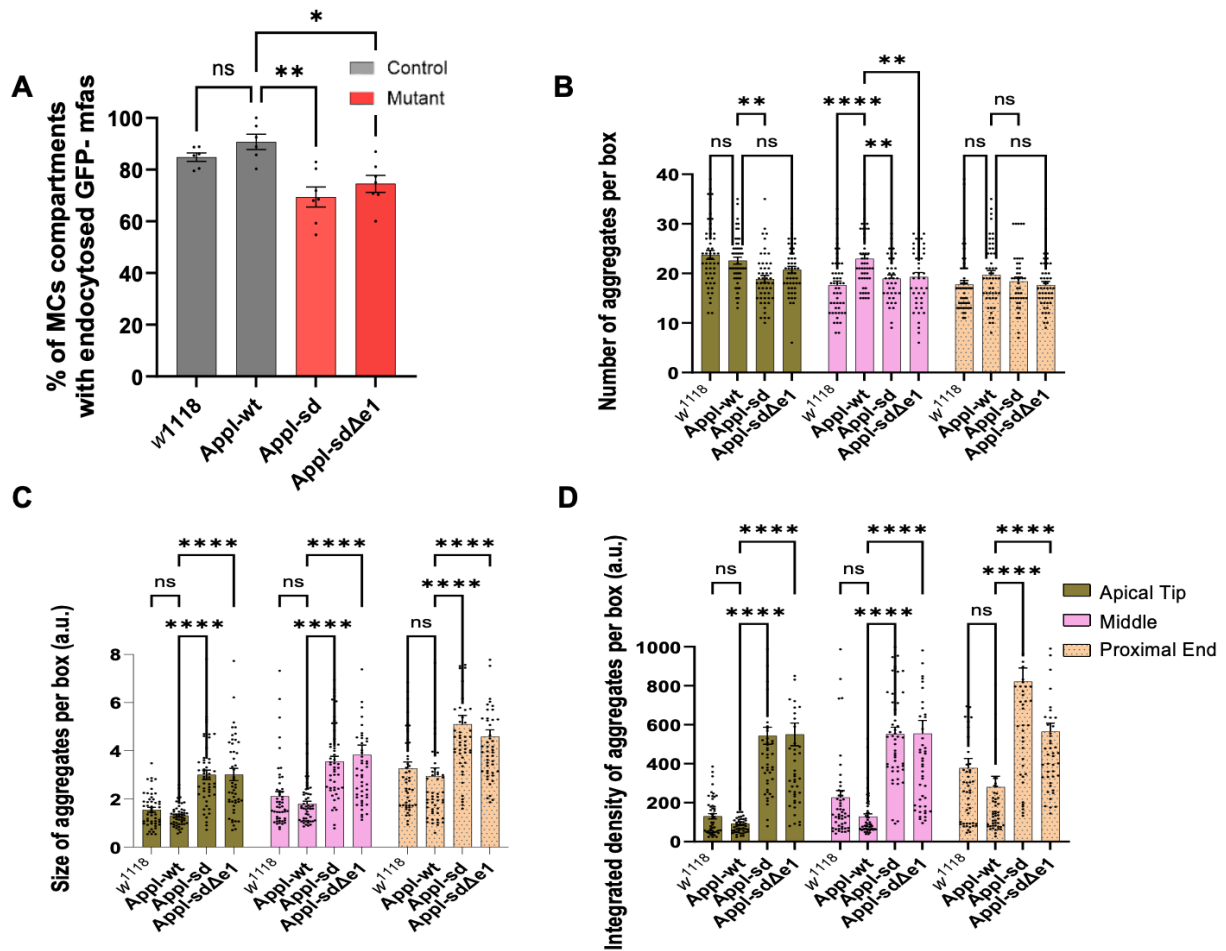 A
ns
**
*
Control
Mutant
% of MCs compartments
with endocytosed GFP- mfas
100
80
60
40
20
0
w1118
Appl-wt
Appl-sd
Appl-sdΔe1
B
ns
**
ns
****
**
**
ns
ns
ns
Number of aggregates per box
40
30
20
10
0
w1118
Appl-wt
Appl-sd
Appl-sdΔe1
w1118
Appl-wt
Appl-sd
Appl-sdΔe1
w1118
Appl-wt
Appl-sd
Appl-sdΔe1
C
ns
****
****
ns
****
****
ns
****
****
Size of aggregates per box (a.u.)
8
6
4
2
0
w1118
Appl-wt
Appl-sd
Appl-sdΔe1
w1118
Appl-wt
Appl-sd
Appl-sdΔe1
w1118
Appl-wt
Appl-sd
Appl-sdΔe1
D
ns
****
****
ns
****
****
ns
****
****
Apical Tip
Middle
Proximal End
Integrated density of aggregates per box (a.u.)
1000
800
600
400
200
0
w1118
Appl-wt
Appl-sd
Appl-sdΔe1
w1118
Appl-wt
Appl-sd
Appl-sdΔe1
w1118
Appl-wt
Appl-sd
Appl-sdΔe1